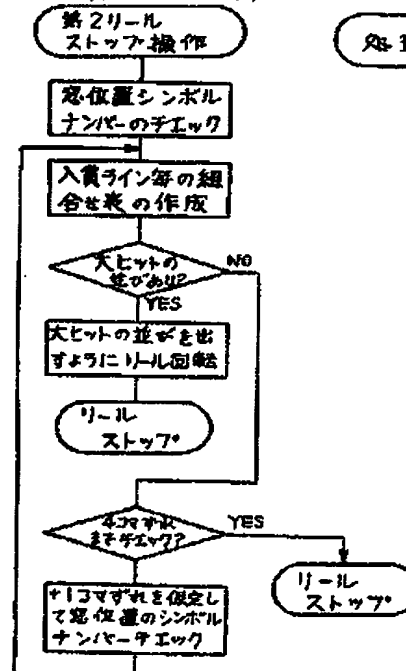 第2リール
ストップ操作
窓位置シンボル
ナンバーのチェック
入賞ライン毎の組
合せ表の作成
大ヒットの
並びあり?
NO
YES
大ヒットの並びを出
すようにリール回転
リール
ストップ
4コマずれ
までチェック?
YES
リール
ストップ
+1コマずれを仮定し
て窓位置のシンボル
ナンバーチェック